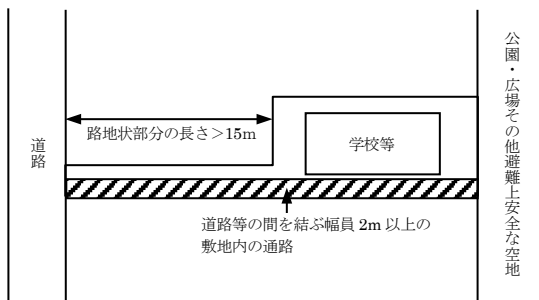 道路
路地状部分の長さ＞15m
学校等
道路等の間を結ぶ幅員 2m 以上の
敷地内の通路
公園・広場その他避難上安全な空地